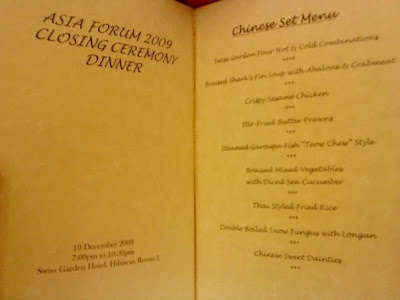 ASIA FORUM 2009
CLOSING CEREMONY
DINNER
10 December 2009
7:00pm to 10:30pm
Swiss Garden Hotel, Hibiscus Room I
Chinese Set Menu
Swiss Garden Four Hot & Cold Combinations
***
Braised Shark's Fin Soup with Abalone & Crabmeat
***
Crispy Sesame Chicken
***
Stir-Fried Butter Prawns
***
Steamed Garoupa Fish "Teow Chew" Style
***
Braised Mixed Vegetables
with Diced Sea Cucumber
***
Thai Styled Fried Rice
***
Double Boiled Snow Fungus with Longan
***
Chinese Sweet Dainties
***